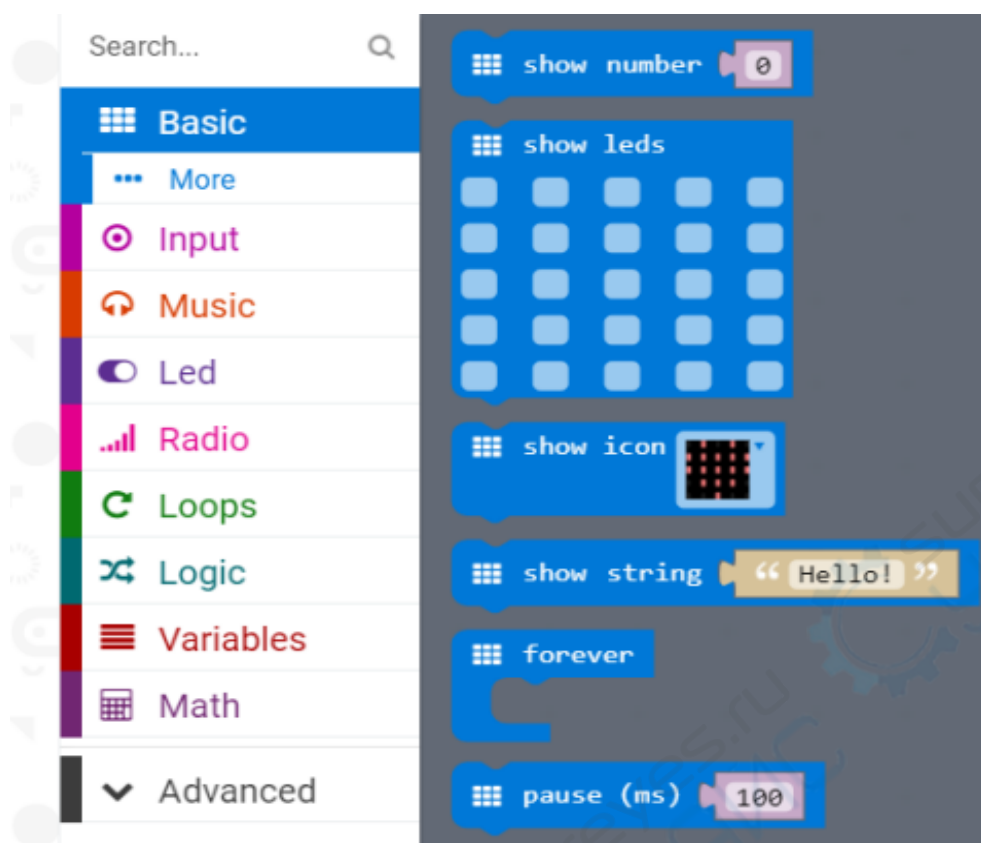 Search...
Basic
More
Input
Music
Led
Radio
Loops
Logic
Variables
Math
Advanced
show number 0
show leds
show icon
show string “ Hello! ”
forever
pause (ms) 100